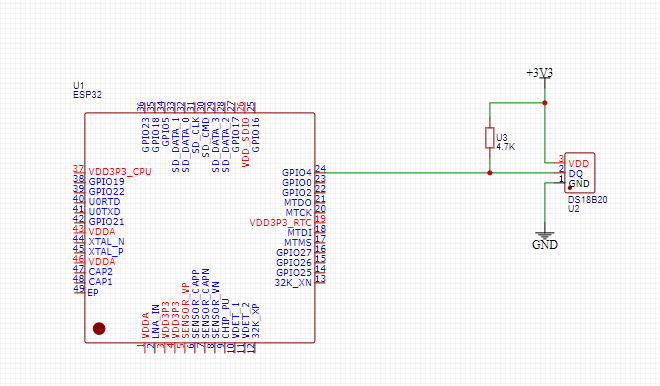 +3V3
U1
ESP32
36 35 34 33 32 31 30 29 28 27 26 25
GPIO23
GPIO18
GPIO5
SD_DATA_1
SD_DATA_0
SD_CLK
SD_CMD
SD_DATA_3
SD_DATA_2
GPIO17
VDD_SDIO
GPIO16
U3
4.7K
37 VDD3P3_CPU
38 GPIO19
39 GPIO22
40 U0RTD
41 U0TXD
42 GPIO21
43 VDDA
44 XTAL_N
45 XTAL_P
46 VDDA
47 CAP2
48 CAP1
49 EP
GPIO4 24
GPIO0 23
GPIO2 22
MTDO 21
MTCK 20
VDD3P3_RTC 19
MTDI 18
MTMS 17
GPIO27 16
GPIO26 15
GPIO25 14
32K_XN 13
3 VDD
2 DQ
1 GND
DS18B20
U2
GND
VDDA
LNA_IN
VDD3P3
VDD3P3
SENSOR_VP
SENSOR_CAPP
SENSOR_CAPN
SENSOR_VN
CHIP_PU
VDET_1
VDET_2
32K_XP
1 2 3 4 5 6 7 8 9 10 11 12